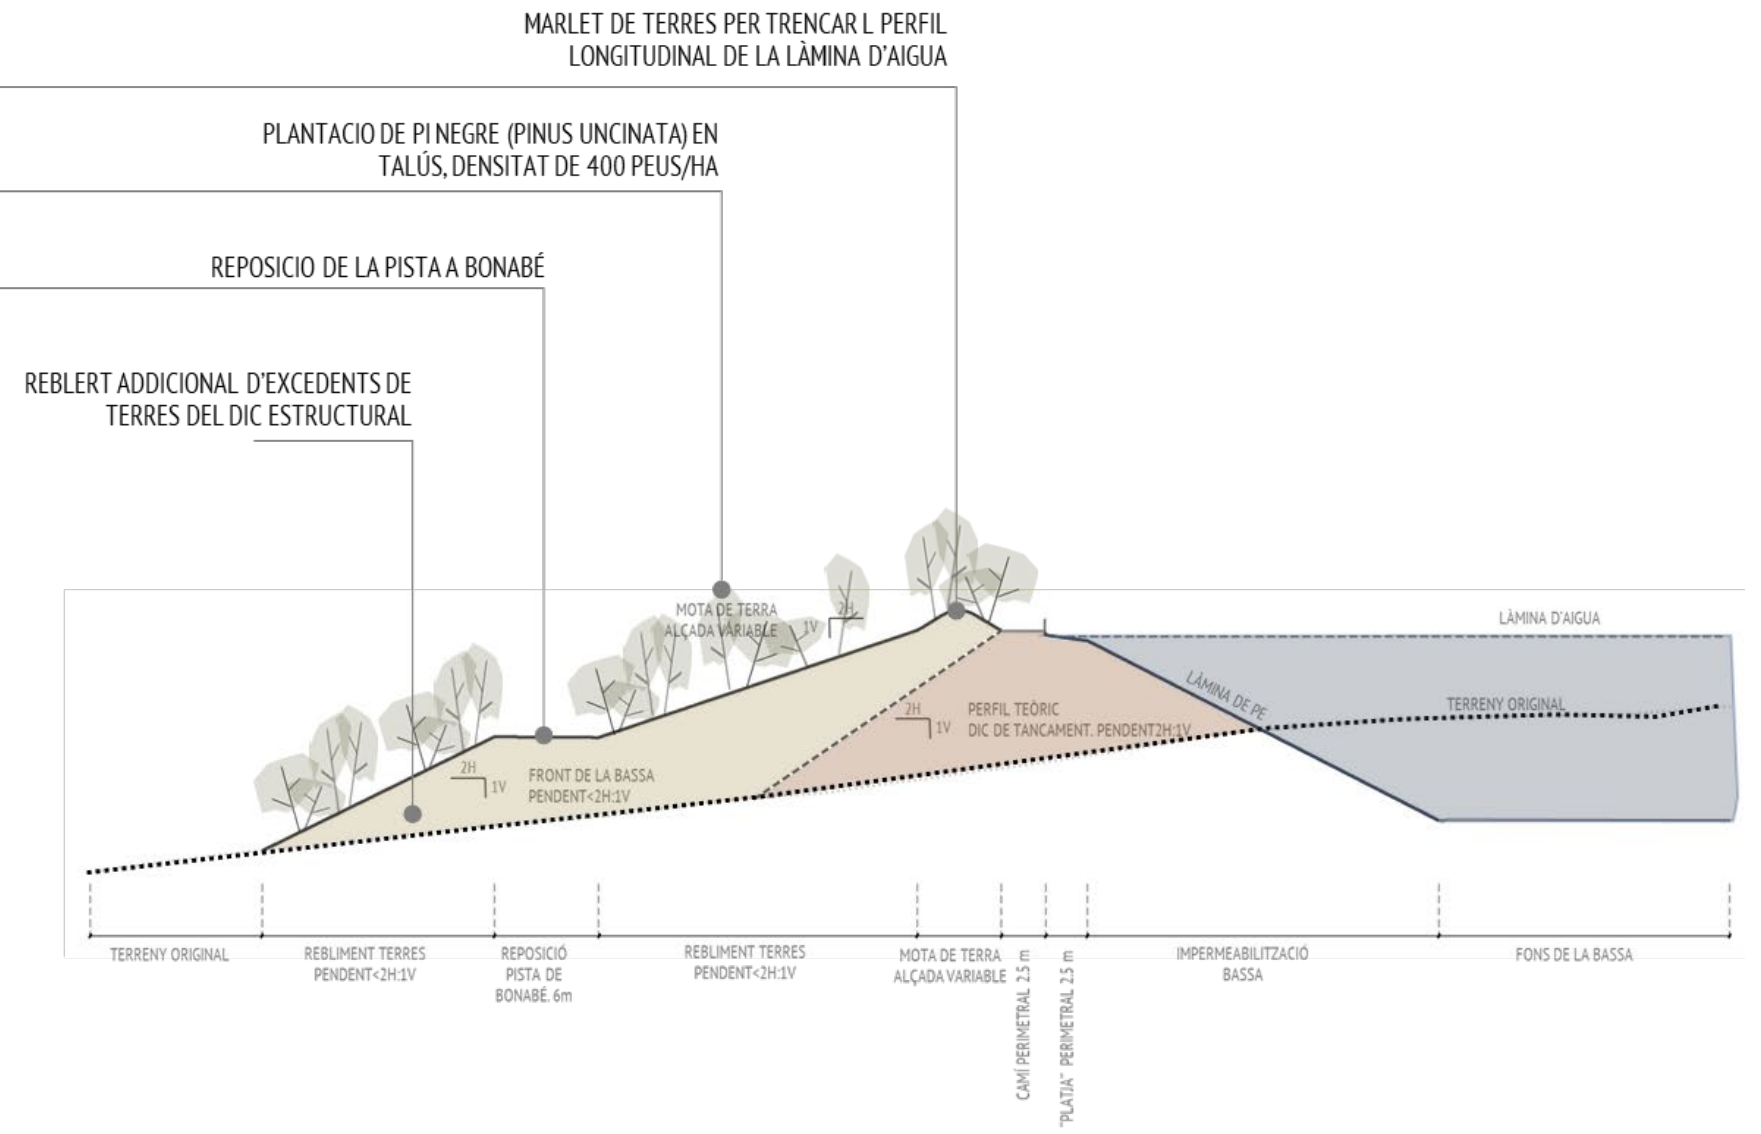 MARLET DE TERRES PER TRENCAR L PERFIL
LONGITUDINAL DE LA LÀMINA D'AIGUA
PLANTACIO DE PI NEGRE (PINUS UNCINATA) EN
TALÚS, DENSITAT DE 400 PEUS/HA
REPOSICIO DE LA PISTA A BONABÉ
REBLERT ADDICIONAL D'EXCEDENTS DE
TERRES DEL DIC ESTRUCTURAL
MOTA DE TERRA
ALÇADA VARIABLE
2H
1V
LÀMINA D'AIGUA
LÀMINA DE PE
TERRENY ORIGINAL
2H
1V
PERFIL TEÒRIC
DIC DE TANCAMENT. PENDENT2H:1V
2H
1V
FRONT DE LA BASSA
PENDENT<2H:1V
TERRENY ORIGINAL
REBLIMENT TERRES
PENDENT<2H:1V
REPOSICIÓ
PISTA DE
BONABÉ. 6m
REBLIMENT TERRES
PENDENT<2H:1V
MOTA DE TERRA
ALÇADA VARIABLE
CAMÍ PERIMETRAL 2.5 m
"PLATJA" PERIMETRAL 2.5 m
IMPERMEABILITZACIÓ
BASSA
FONS DE LA BASSA